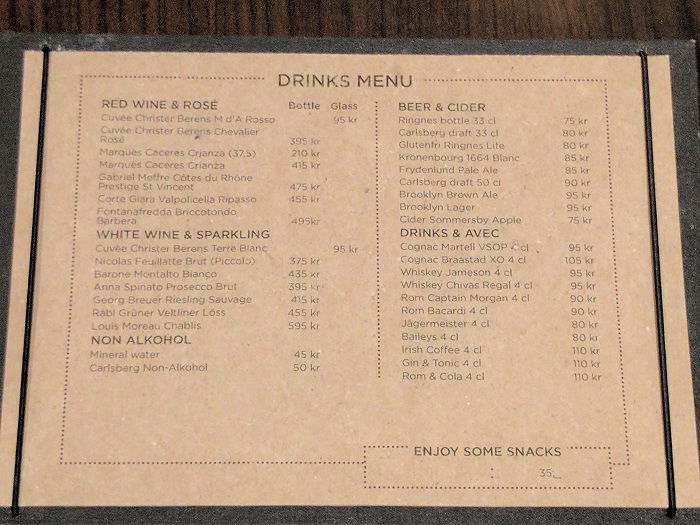 DRINKS MENU
RED WINE & ROSÉ Bottle Glass
Cuvée Christer Berens M d'A Rosso 95 kr
Cuvée Christer Berens Chevalier
Rosé 395 kr
Marqués Caceres Crianza (37,5) 210 kr
Marqués Caceres Crianza 415 kr
Gabriel Meffre Côtes du Rhône
Prestige St Vincent 475 kr
Corte Giara Valpolicella Ripasso 455 kr
Fontanafredda Briccotondo
Barbera 495kr
WHITE WINE & SPARKLING
Cuvée Christer Berens Terre Blanc 95 kr
Nicolas Feuillatte Brut (Piccolo) 375 kr
Barone Montalto Bianco 435 kr
Anna Spinato Prosecco Brut 395 kr
Georg Breuer Riesling Sauvage 415 kr
Rabl Grüner Veltliner Löss 455 kr
Louis Moreau Chablis 595 kr
NON ALKOHOL
Mineral water 45 kr
Carlsberg Non-Alkohol 50 kr
BEER & CIDER
Ringnes bottle 33 cl 75 kr
Carlsberg draft 33 cl 80 kr
Glutenfri Ringnes Lite 80 kr
Kronenbourg 1664 Blanc 85 kr
Frydenlund Pale Ale 85 kr
Carlsberg draft 50 cl 90 kr
Brooklyn Brown Ale 95 kr
Brooklyn Lager 95 kr
Cider Sommersby Apple 75 kr
DRINKS & AVEC
Cognac Martell VSOP 4 cl 95 kr
Cognac Braastad XO 4 cl 105 kr
Whiskey Jameson 4 cl 95 kr
Whiskey Chivas Regal 4 cl 95 kr
Rom Captain Morgan 4 cl 90 kr
Rom Bacardi 4 cl 90 kr
Jägermeister 4 cl 80 kr
Baileys 4 cl 80 kr
Irish Coffee 4 cl 110 kr
Gin & Tonic 4 cl 110 kr
Rom & Cola 4 cl 110 kr
ENJOY SOME SNACKS
: 35,_